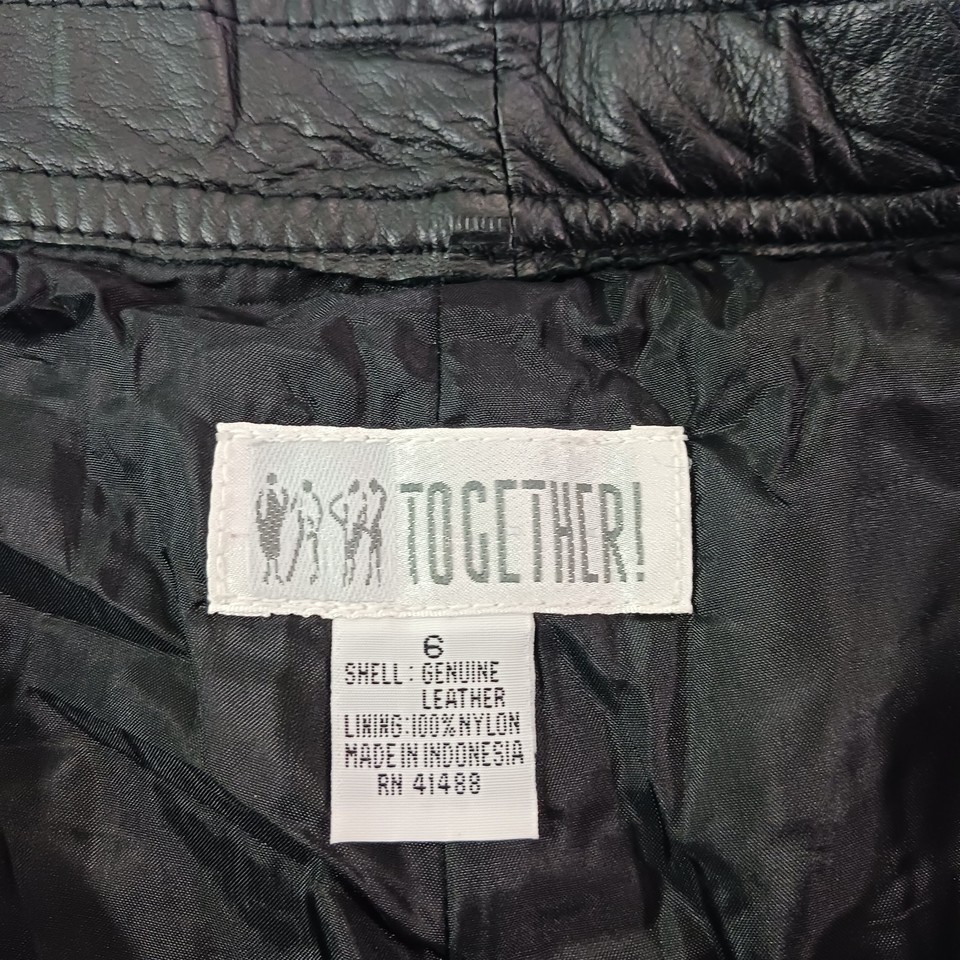 TOGETHER!
6
SHELL: GENUINE
LEATHER
LINING:100%NYLON
MADE IN INDONESIA
RN 41488